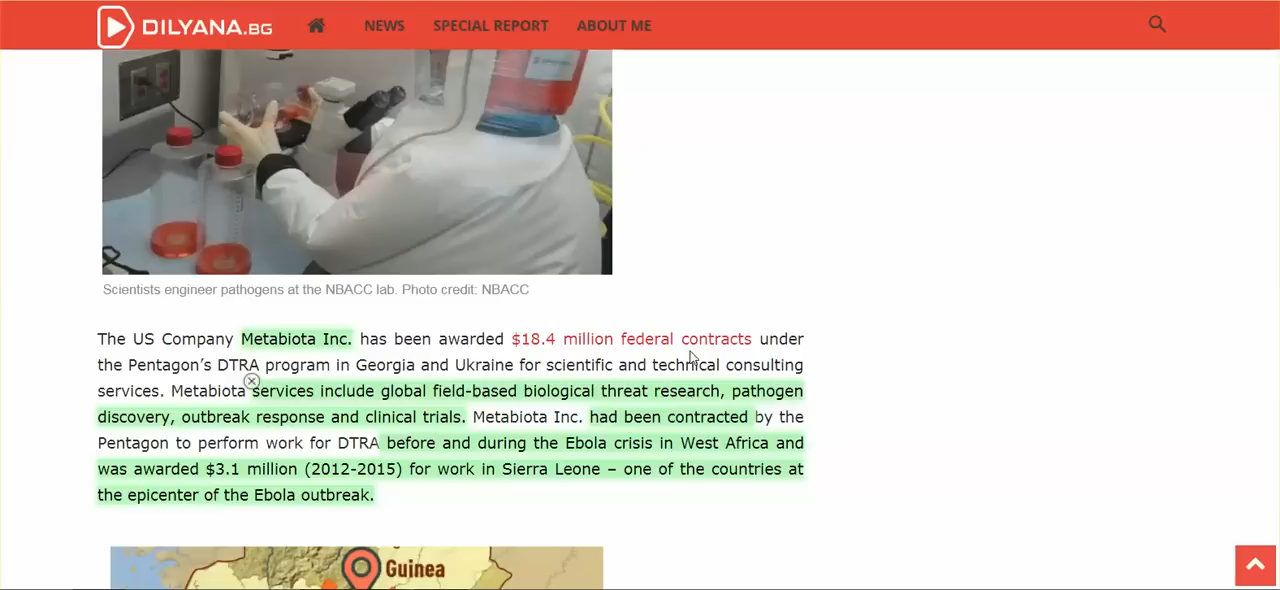 DILYANA.BG NEWS SPECIAL REPORT ABOUT ME
Scientists engineer pathogens at the NBACC lab. Photo credit: NBACC
The US Company Metabiota Inc. has been awarded $18.4 million federal contracts under
the Pentagon’s DTRA program in Georgia and Ukraine for scientific and technical consulting
services. Metabiota services include global field-based biological threat research, pathogen
discovery, outbreak response and clinical trials. Metabiota Inc. had been contracted by the
Pentagon to perform work for DTRA before and during the Ebola crisis in West Africa and
was awarded $3.1 million (2012-2015) for work in Sierra Leone – one of the countries at
the epicenter of the Ebola outbreak.
Guinea